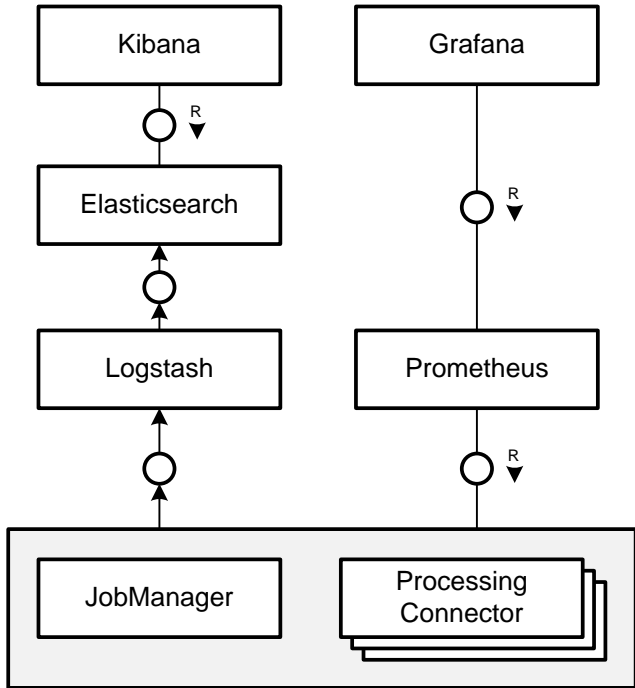 Kibana
Grafana
R
Elasticsearch
R
Logstash
Prometheus
R
JobManager
Processing
Connector